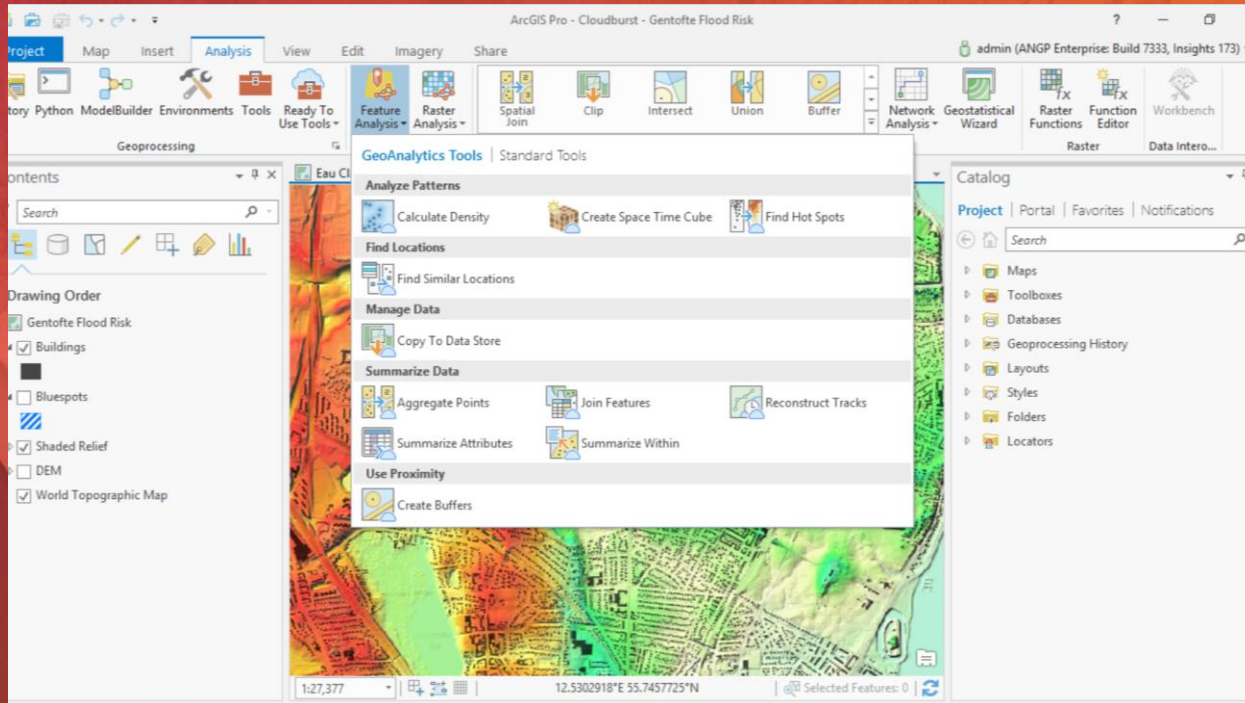 ArcGIS Pro - Cloudburst - Gentofte Flood Risk
?
Project Map Insert Analysis View Edit Imagery Share
admin (ANGP Enterprise: Build 7333, Insights 173)
tory Python ModelBuilder Environments Tools Ready To Use Tools
Feature Analysis Raster Analysis
Spatial Join Clip Intersect Union Buffer
Network Analysis Geostatistical Wizard Raster Functions Function Editor Workbench
Geoprocessing
Raster
Data Intero...
GeoAnalytics Tools | Standard Tools
Analyze Patterns
Calculate Density Create Space Time Cube Find Hot Spots
Find Locations
Find Similar Locations
Manage Data
Copy To Data Store
Summarize Data
Aggregate Points Join Features Reconstruct Tracks
Summarize Attributes Summarize Within
Use Proximity
Create Buffers
ontents
Search
Drawing Order
Gentofte Flood Risk
Buildings
Bluespots
Shaded Relief
DEM
World Topographic Map
Eau Cl
1:27,377
12.5302918°E 55.7457725°N
Selected Features: 0
Catalog
Project | Portal | Favorites | Notifications
Search
Maps
Toolboxes
Databases
Geoprocessing History
Layouts
Styles
Folders
Locators